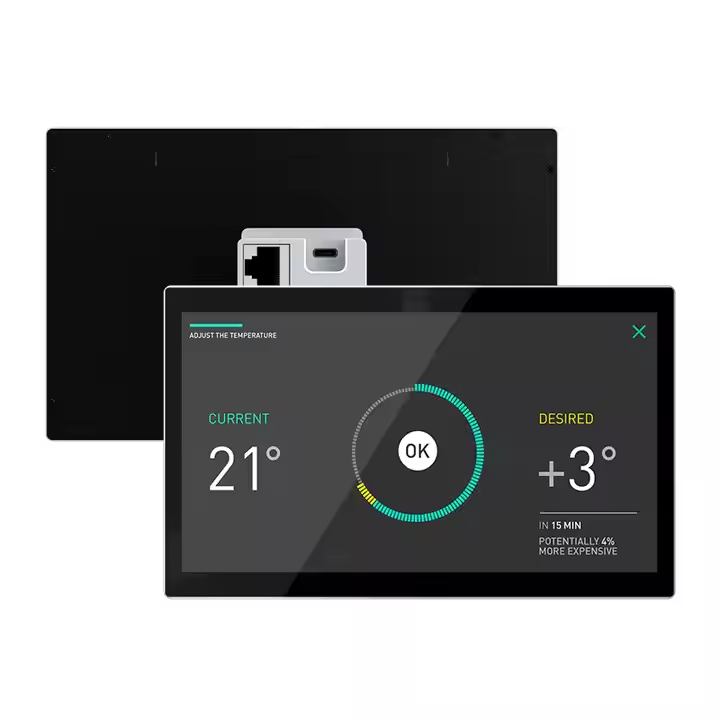 ADJUST THE TEMPERATURE
CURRENT
21°
OK
DESIRED
+3°
IN 15 MIN
POTENTIALLY 4%
MORE EXPENSIVE